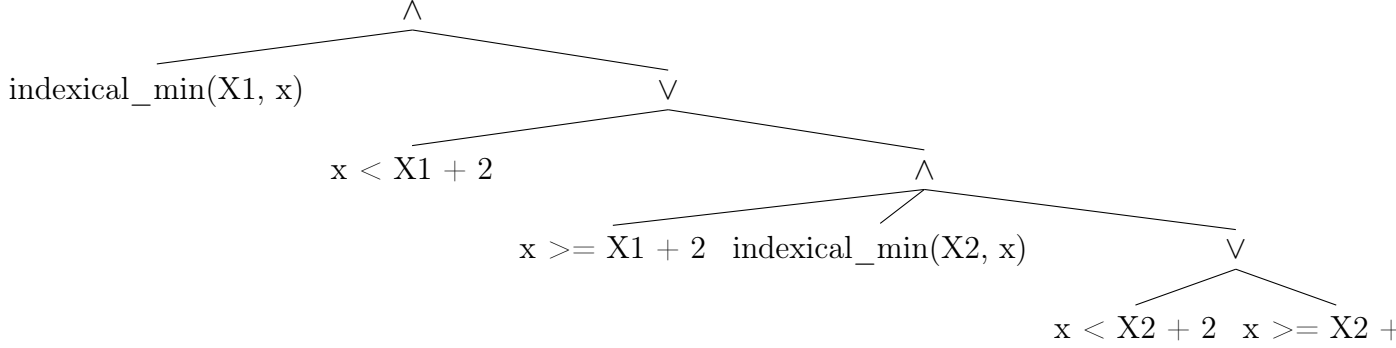 ∧
indexical_min(X1, x)
∨
x < X1 + 2
∧
x >= X1 + 2 indexical_min(X2, x)
∨
x < X2 + 2 x >= X2 +